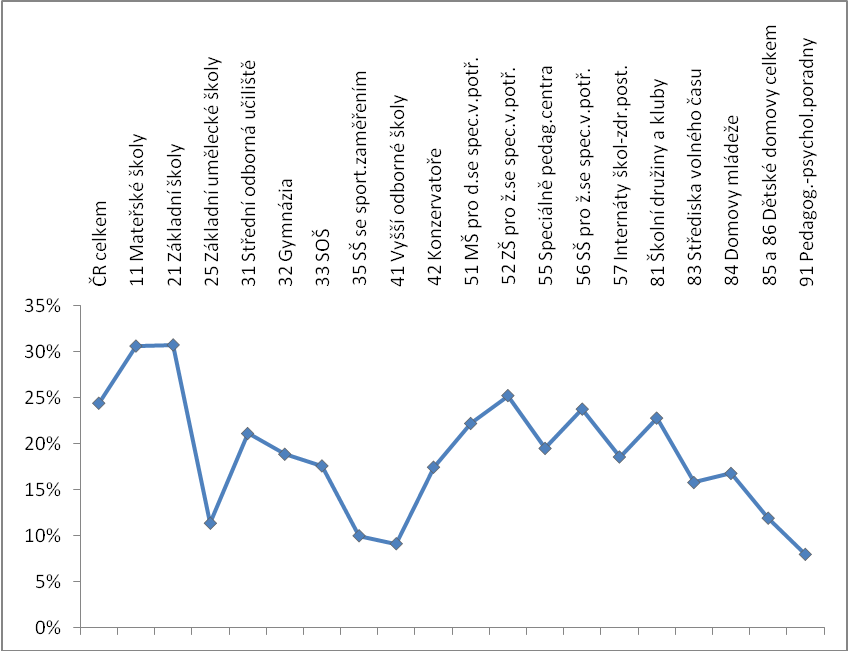 ČR celkem
11 Mateřské školy
21 Základní školy
25 Základní umělecké školy
31 Střední odborná učiliště
32 Gymnázia
33 SOŠ
35 SŠ se sport.zaměřením
41 Vyšší odborné školy
42 Konzervatoře
51 MŠ pro d.se spec.v.potř.
52 ZŠ pro ž.se spec.v.potř.
55 Speciálně pedag.centra
56 SŠ pro ž.se spec.v.potř.
57 Internáty škol-zdr.post.
81 Školní družiny a kluby
83 Střediska volného času
84 Domovy mládeže
85 a 86 Dětské domovy celkem
91 Pedagog.-psychol.poradny
35%
30%
25%
20%
15%
10%
5%
0%